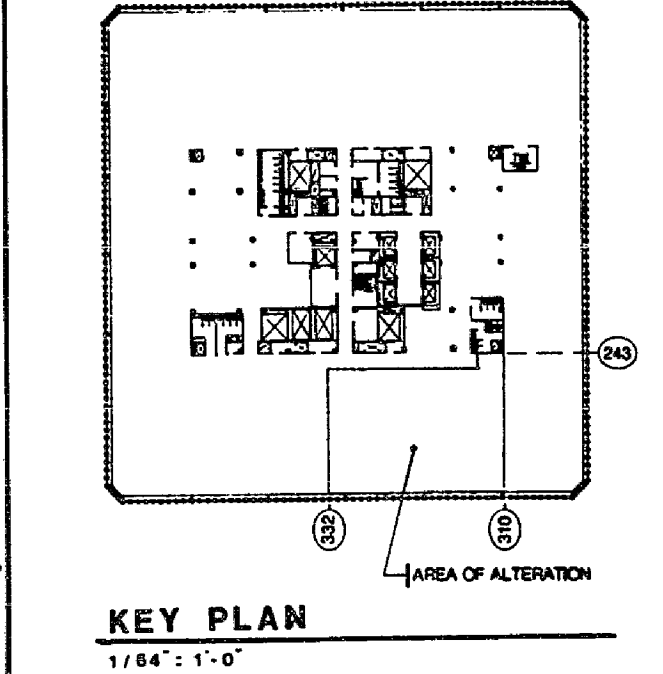 243
332
310
AREA OF ALTERATION
KEY PLAN
1/64": 1'-0"